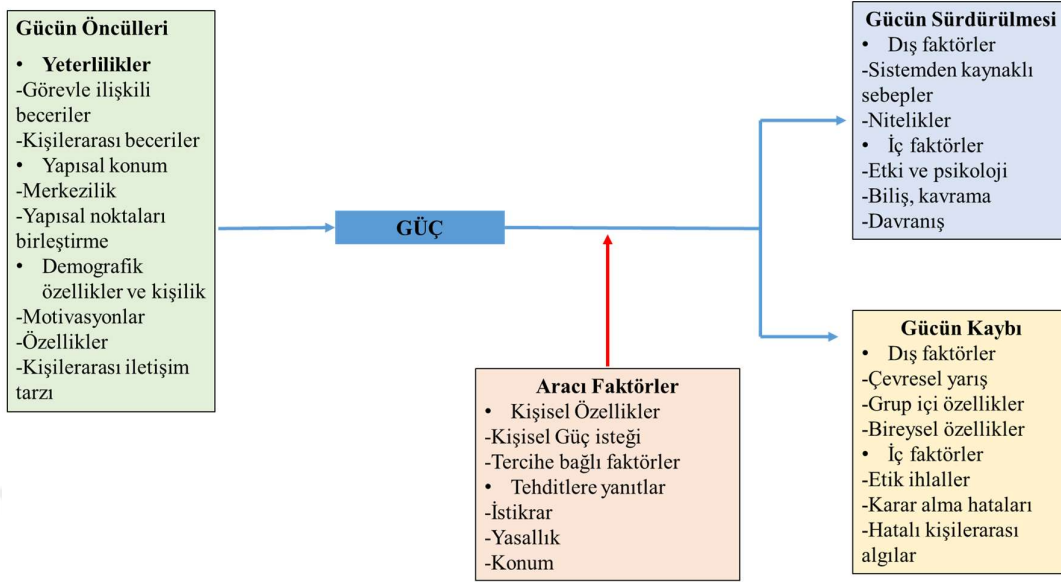 Gücün Öncülleri
• Yeterlilikler
-Görevle ilişkili
beceriler
-Kişilerarası beceriler
• Yapısal konum
-Merkezilik
-Yapısal noktaları
birleştirme
• Demografik
özellikler ve kişilik
-Motivasyonlar
-Özellikler
-Kişilerarası iletişim
tarzı
GÜÇ
Aracı Faktörler
• Kişisel Özellikler
-Kişisel Güç isteği
-Tercihe bağlı faktörler
• Tehditlere yanıtlar
-İstikrar
-Yasallık
-Konum
Gücün Sürdürülmesi
• Dış faktörler
-Sistemden kaynaklı
sebepler
-Nitelikler
• İç faktörler
-Etki ve psikoloji
-Biliş, kavrama
-Davranış
Gücün Kaybı
• Dış faktörler
-Çevresel yarış
-Grup içi özellikler
-Bireysel özellikler
• İç faktörler
-Etik ihlaller
-Karar alma hataları
-Hatalı kişilerarası
algılar